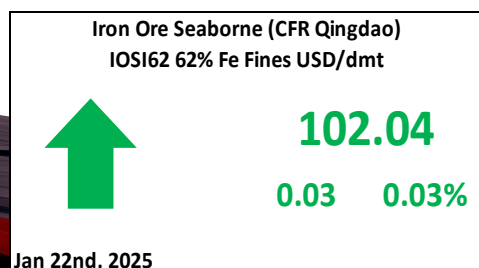 Iron Ore Seaborne (CFR Qingdao)
IOSI62 62% Fe Fines USD/dmt
102.04
0.03 0.03%
Jan 22nd. 2025